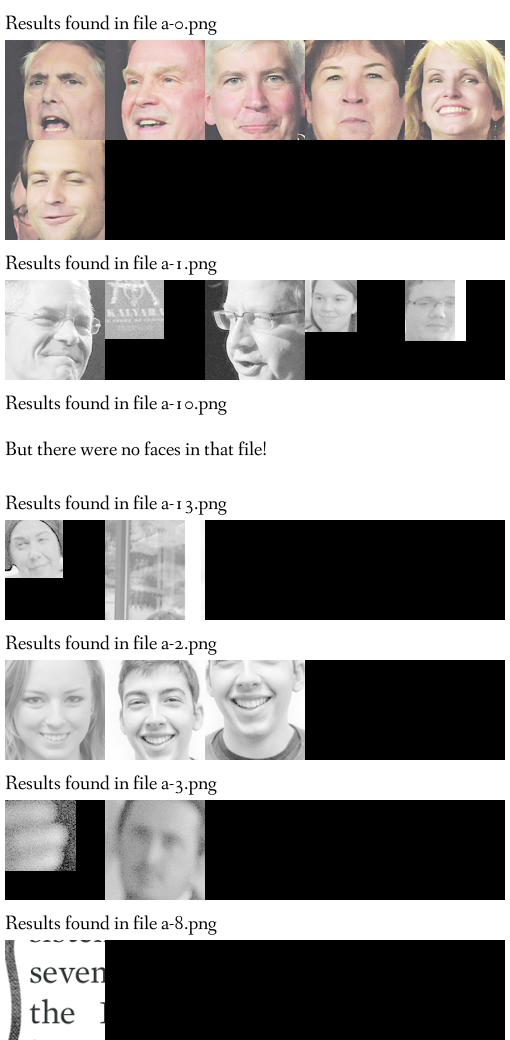 Results found in file a-0.png
Results found in file a-1.png
KALYARA
Results found in file a-10.png
But there were no faces in that file!
Results found in file a-13.png
Results found in file a-2.png
Results found in file a-3.png
Results found in file a-8.png
seven
the